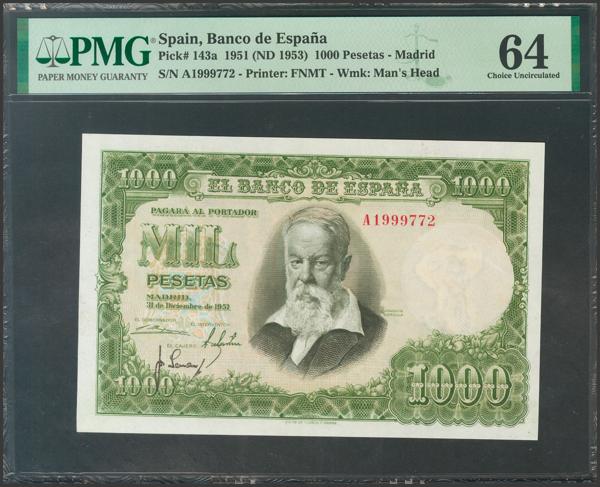 PMG
PAPER MONEY GUARANTY
Spain, Banco de España
Pick# 143a 1951 (ND 1953) 1000 Pesetas - Madrid
S/N A1999772 - Printer: FNMT - Wmk: Man's Head
64
Choice Uncirculated
1000
1000
EL BANCO DE ESPAÑA
PAGARÁ AL PORTADOR
A1999772
MIL
PESETAS
MADRID,
31 de Diciembre de 1951
EL GOBERNADOR
EL INTERVENTOR
EL CAJERO
1000
1000